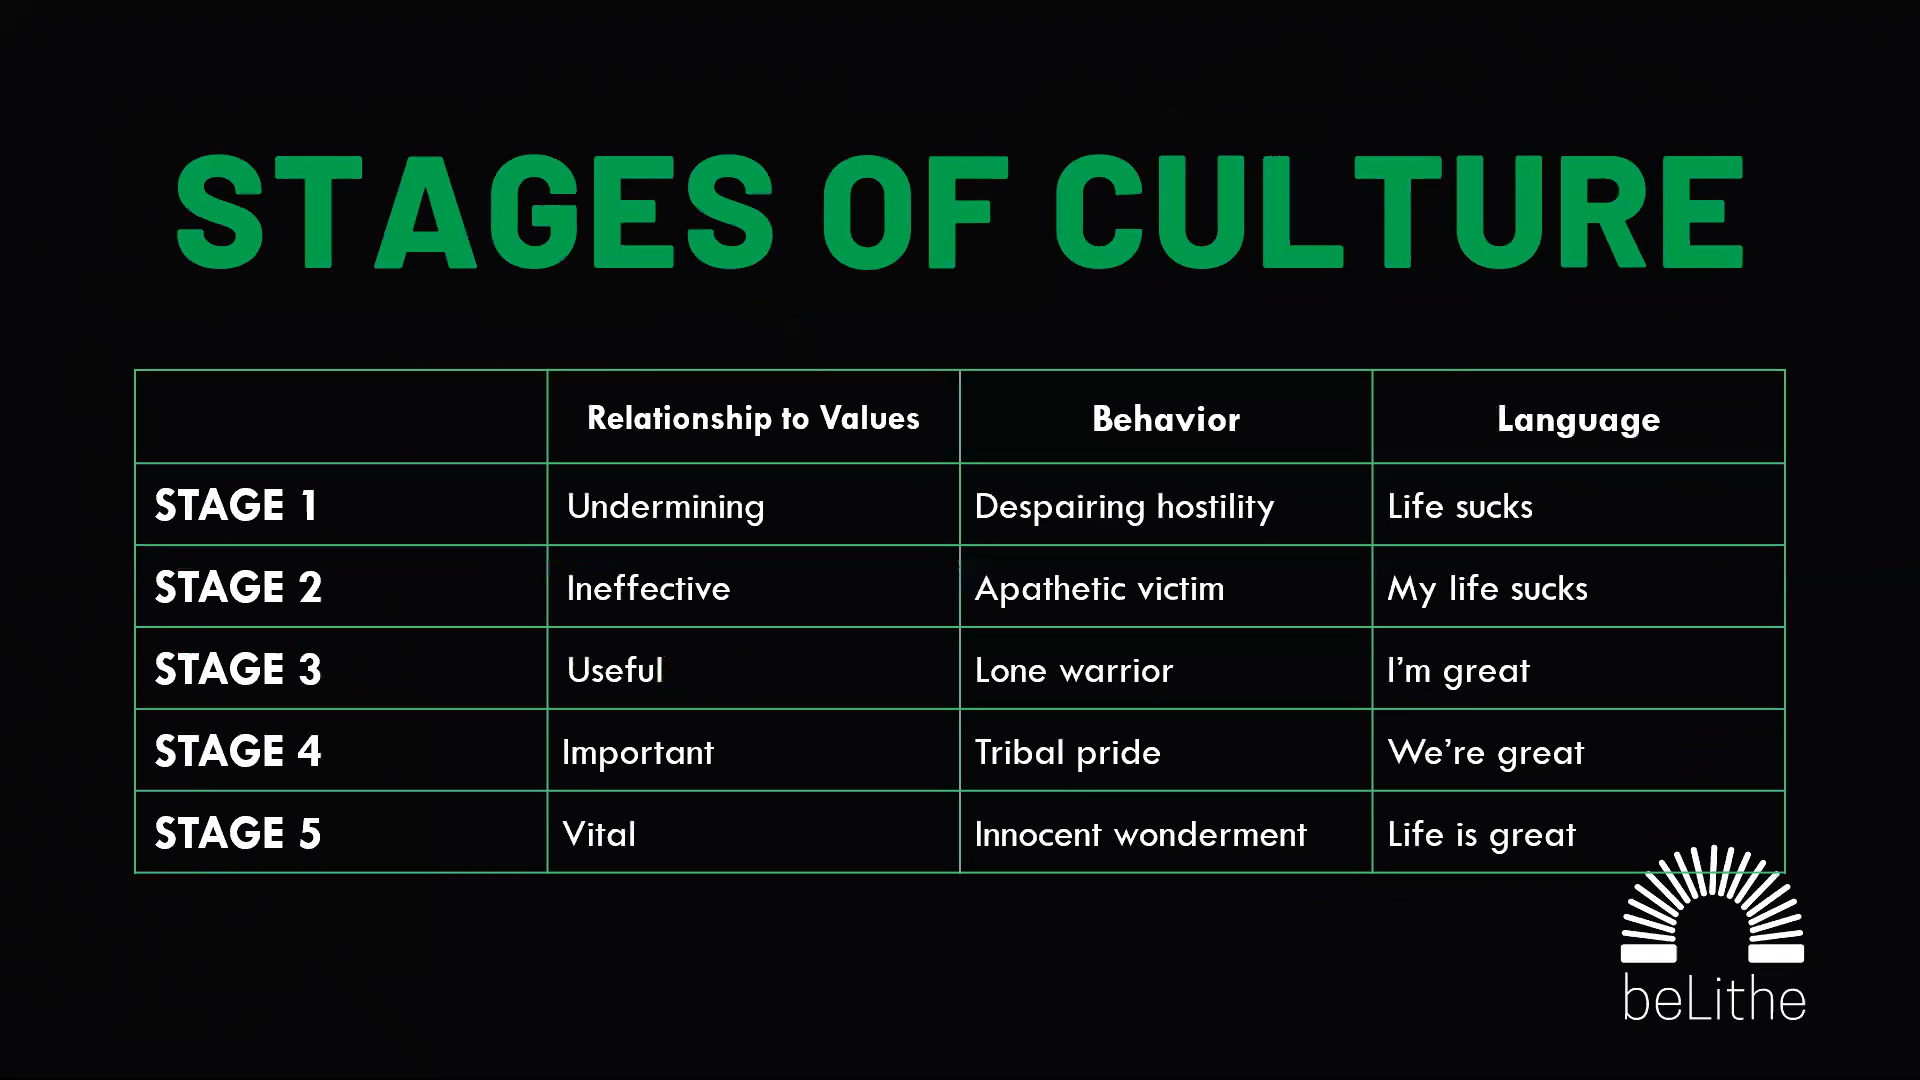 STAGES OF CULTURE
Relationship to Values Behavior Language
STAGE 1 Undermining Despairing hostility Life sucks
STAGE 2 Ineffective Apathetic victim My life sucks
STAGE 3 Useful Lone warrior I’m great
STAGE 4 Important Tribal pride We’re great
STAGE 5 Vital Innocent wonderment Life is great
beLithe